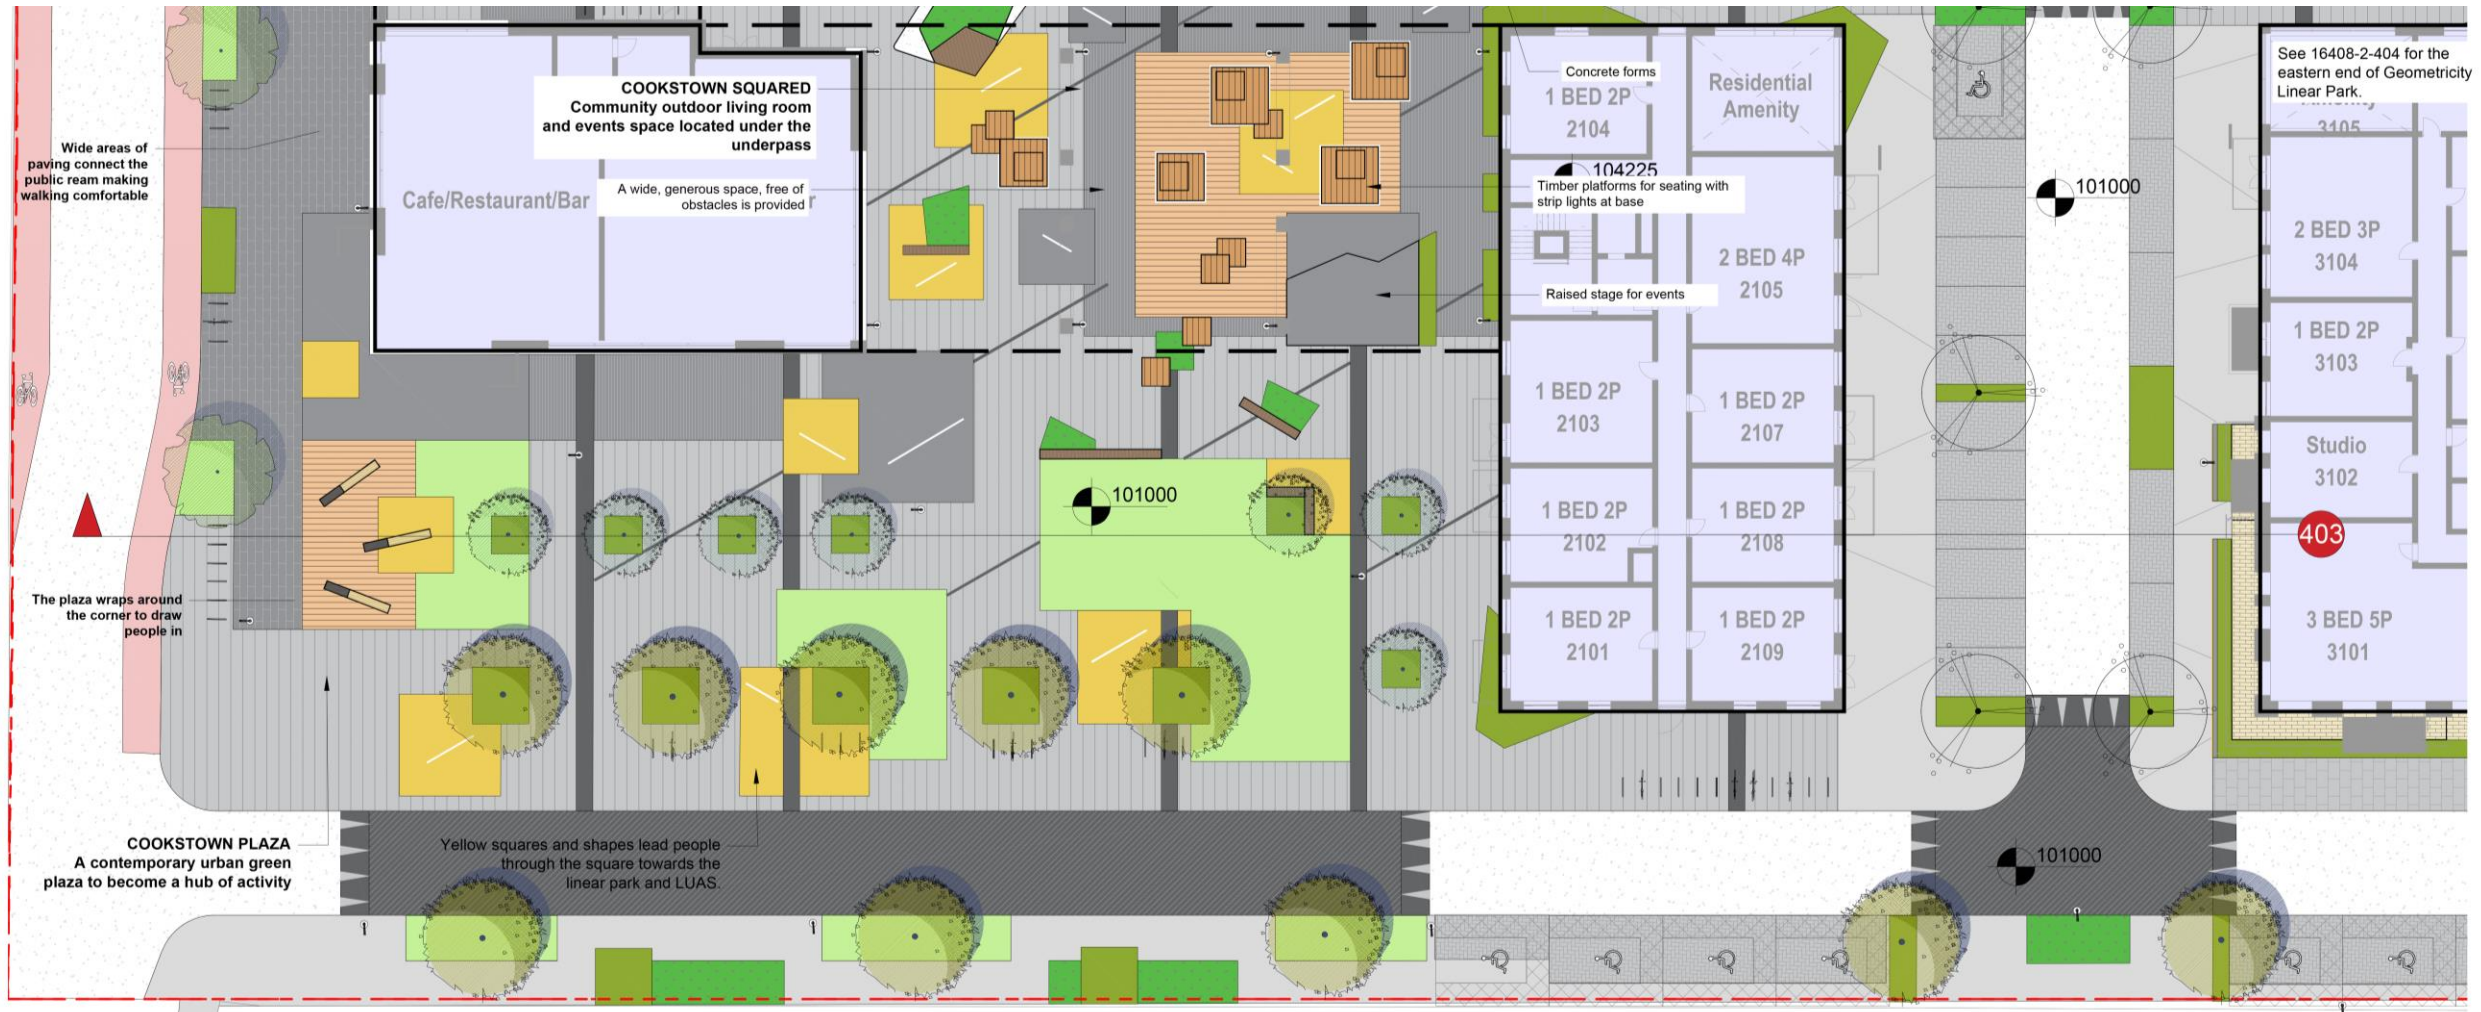 Wide areas of
paving connect the
public ream making
walking comfortable
COOKSTOWN SQUARED
Community outdoor living room
and events space located under the
underpass
Cafe/Restaurant/Bar
A wide, generous space, free of
obstacles is provided
r
Concrete forms
1 BED 2P
2104
Residential
Amenity
104225
Timber platforms for seating with
strip lights at base
2 BED 4P
2105
Raised stage for events
1 BED 2P
2103
1 BED 2P
2107
1 BED 2P
2102
1 BED 2P
2108
1 BED 2P
2101
1 BED 2P
2109
101000
See 16408-2-404 for the
eastern end of Geometricity
Linear Park.
Amenity
3105
2 BED 3P
3104
1 BED 2P
3103
Studio
3102
403
3 BED 5P
3101
101000
The plaza wraps around
the corner to draw
people in
COOKSTOWN PLAZA
A contemporary urban green
plaza to become a hub of activity
Yellow squares and shapes lead people
through the square towards the
linear park and LUAS.
101000